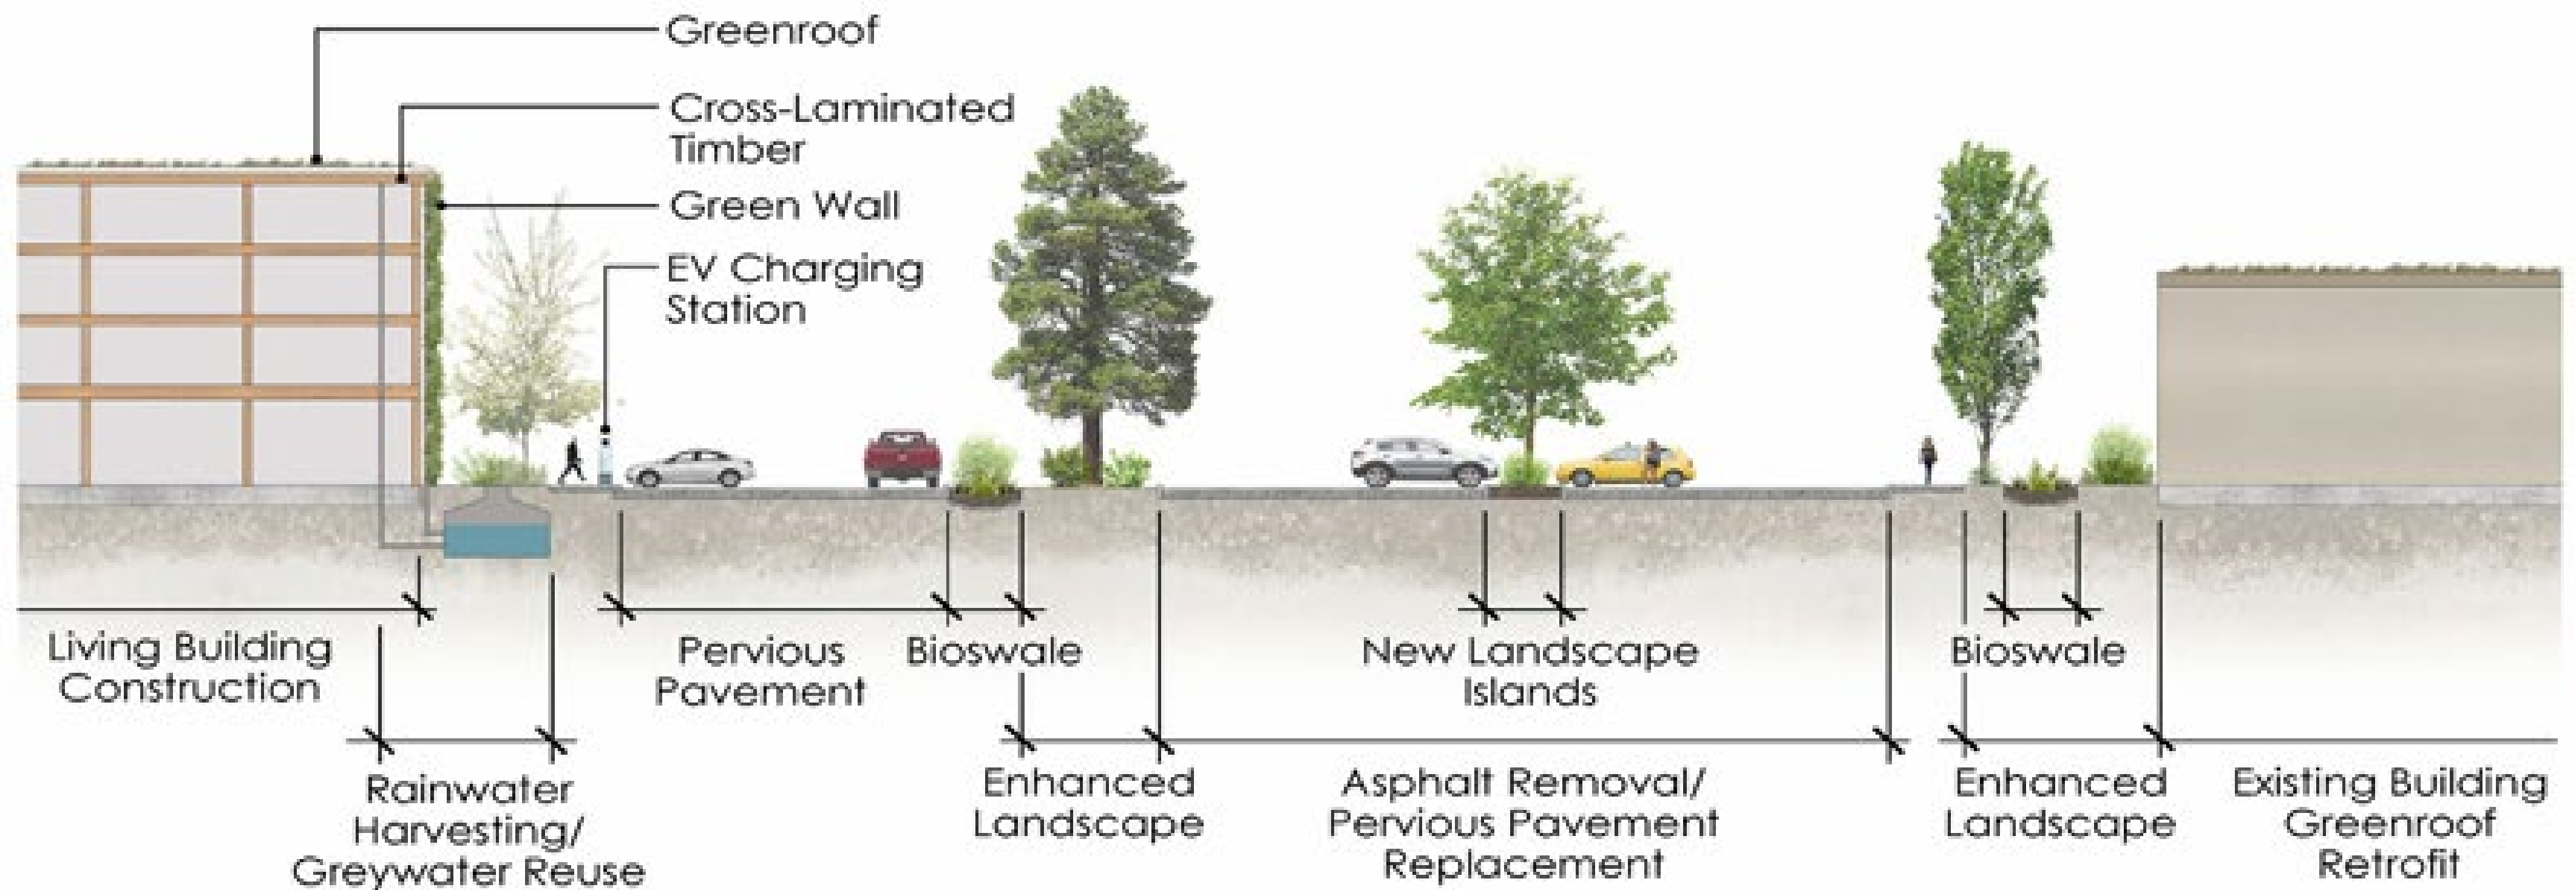 Greenroof
Cross-Laminated
Timber
Green Wall
EV Charging
Station
Living Building
Construction
Pervious
Pavement
Bioswale
New Landscape
Islands
Bioswale
Rainwater
Harvesting/
Greywater Reuse
Enhanced
Landscape
Asphalt Removal/
Pervious Pavement
Replacement
Enhanced
Landscape
Existing Building
Greenroof
Retrofit